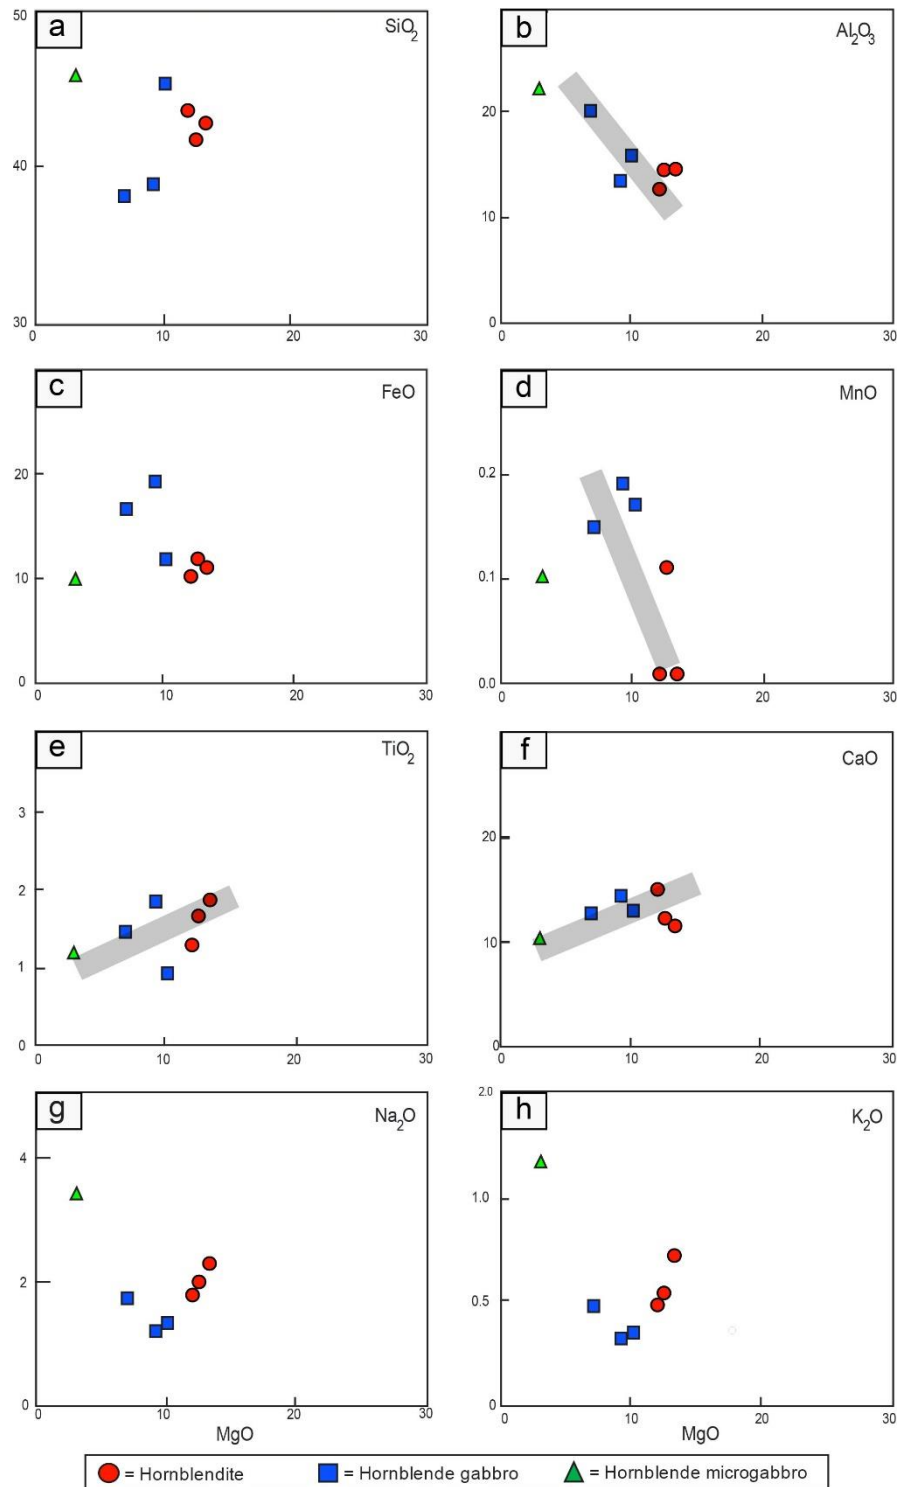 50
a
SiO2
40
30
0
10
20
30
b
Al2O3
20
10
0
0
10
20
30
c
FeO
20
10
0
0
10
20
30
d
MnO
0.2
0.1
0.0
0
10
20
30
e
TiO2
3
2
1
0
0
10
20
30
f
CaO
20
10
0
0
10
20
30
g
Na2O
4
2
0
0
10
20
30
MgO
2.0
h
K2O
1.0
0.5
0
0
10
20
30
MgO
= Hornblendite
= Hornblende gabbro
= Hornblende microgabbro